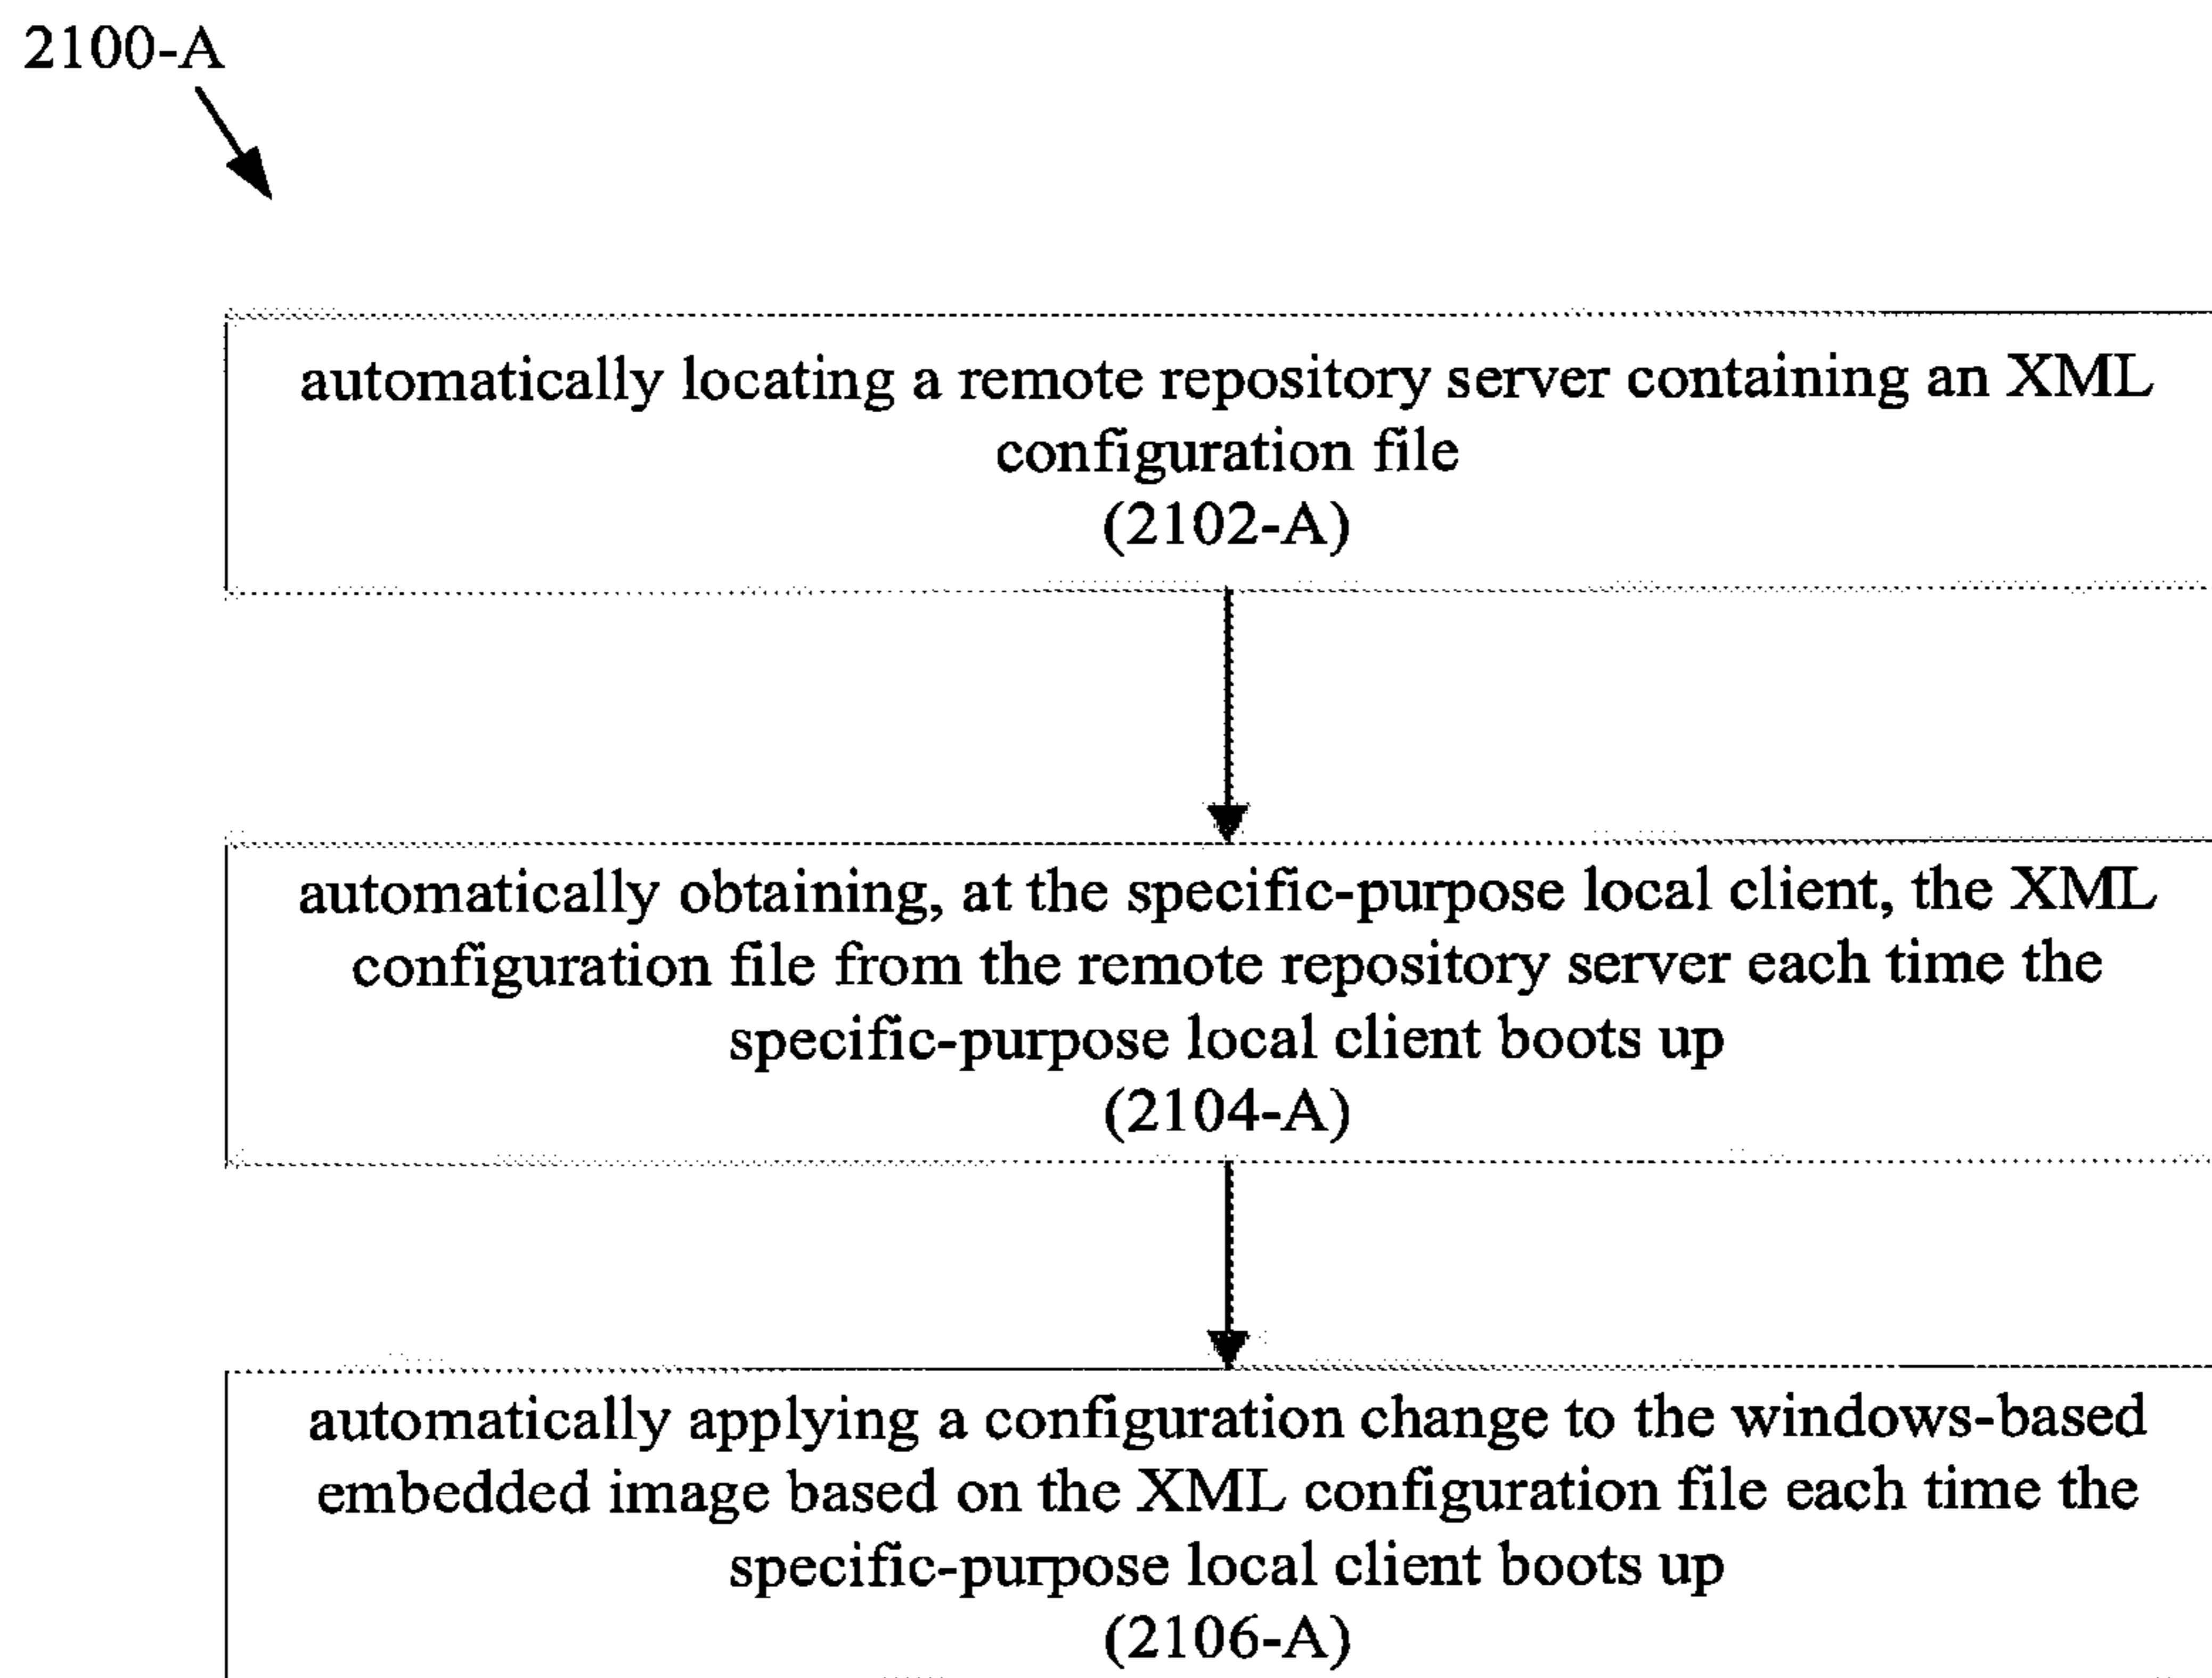 2100-A
automatically locating a remote repository server containing an XML
configuration file
(2102-A)
automatically obtaining, at the specific-purpose local client, the XML
configuration file from the remote repository server each time the
specific-purpose local client boots up
(2104-A)
automatically applying a configuration change to the windows-based
embedded image based on the XML configuration file each time the
specific-purpose local client boots up
(2106-A)